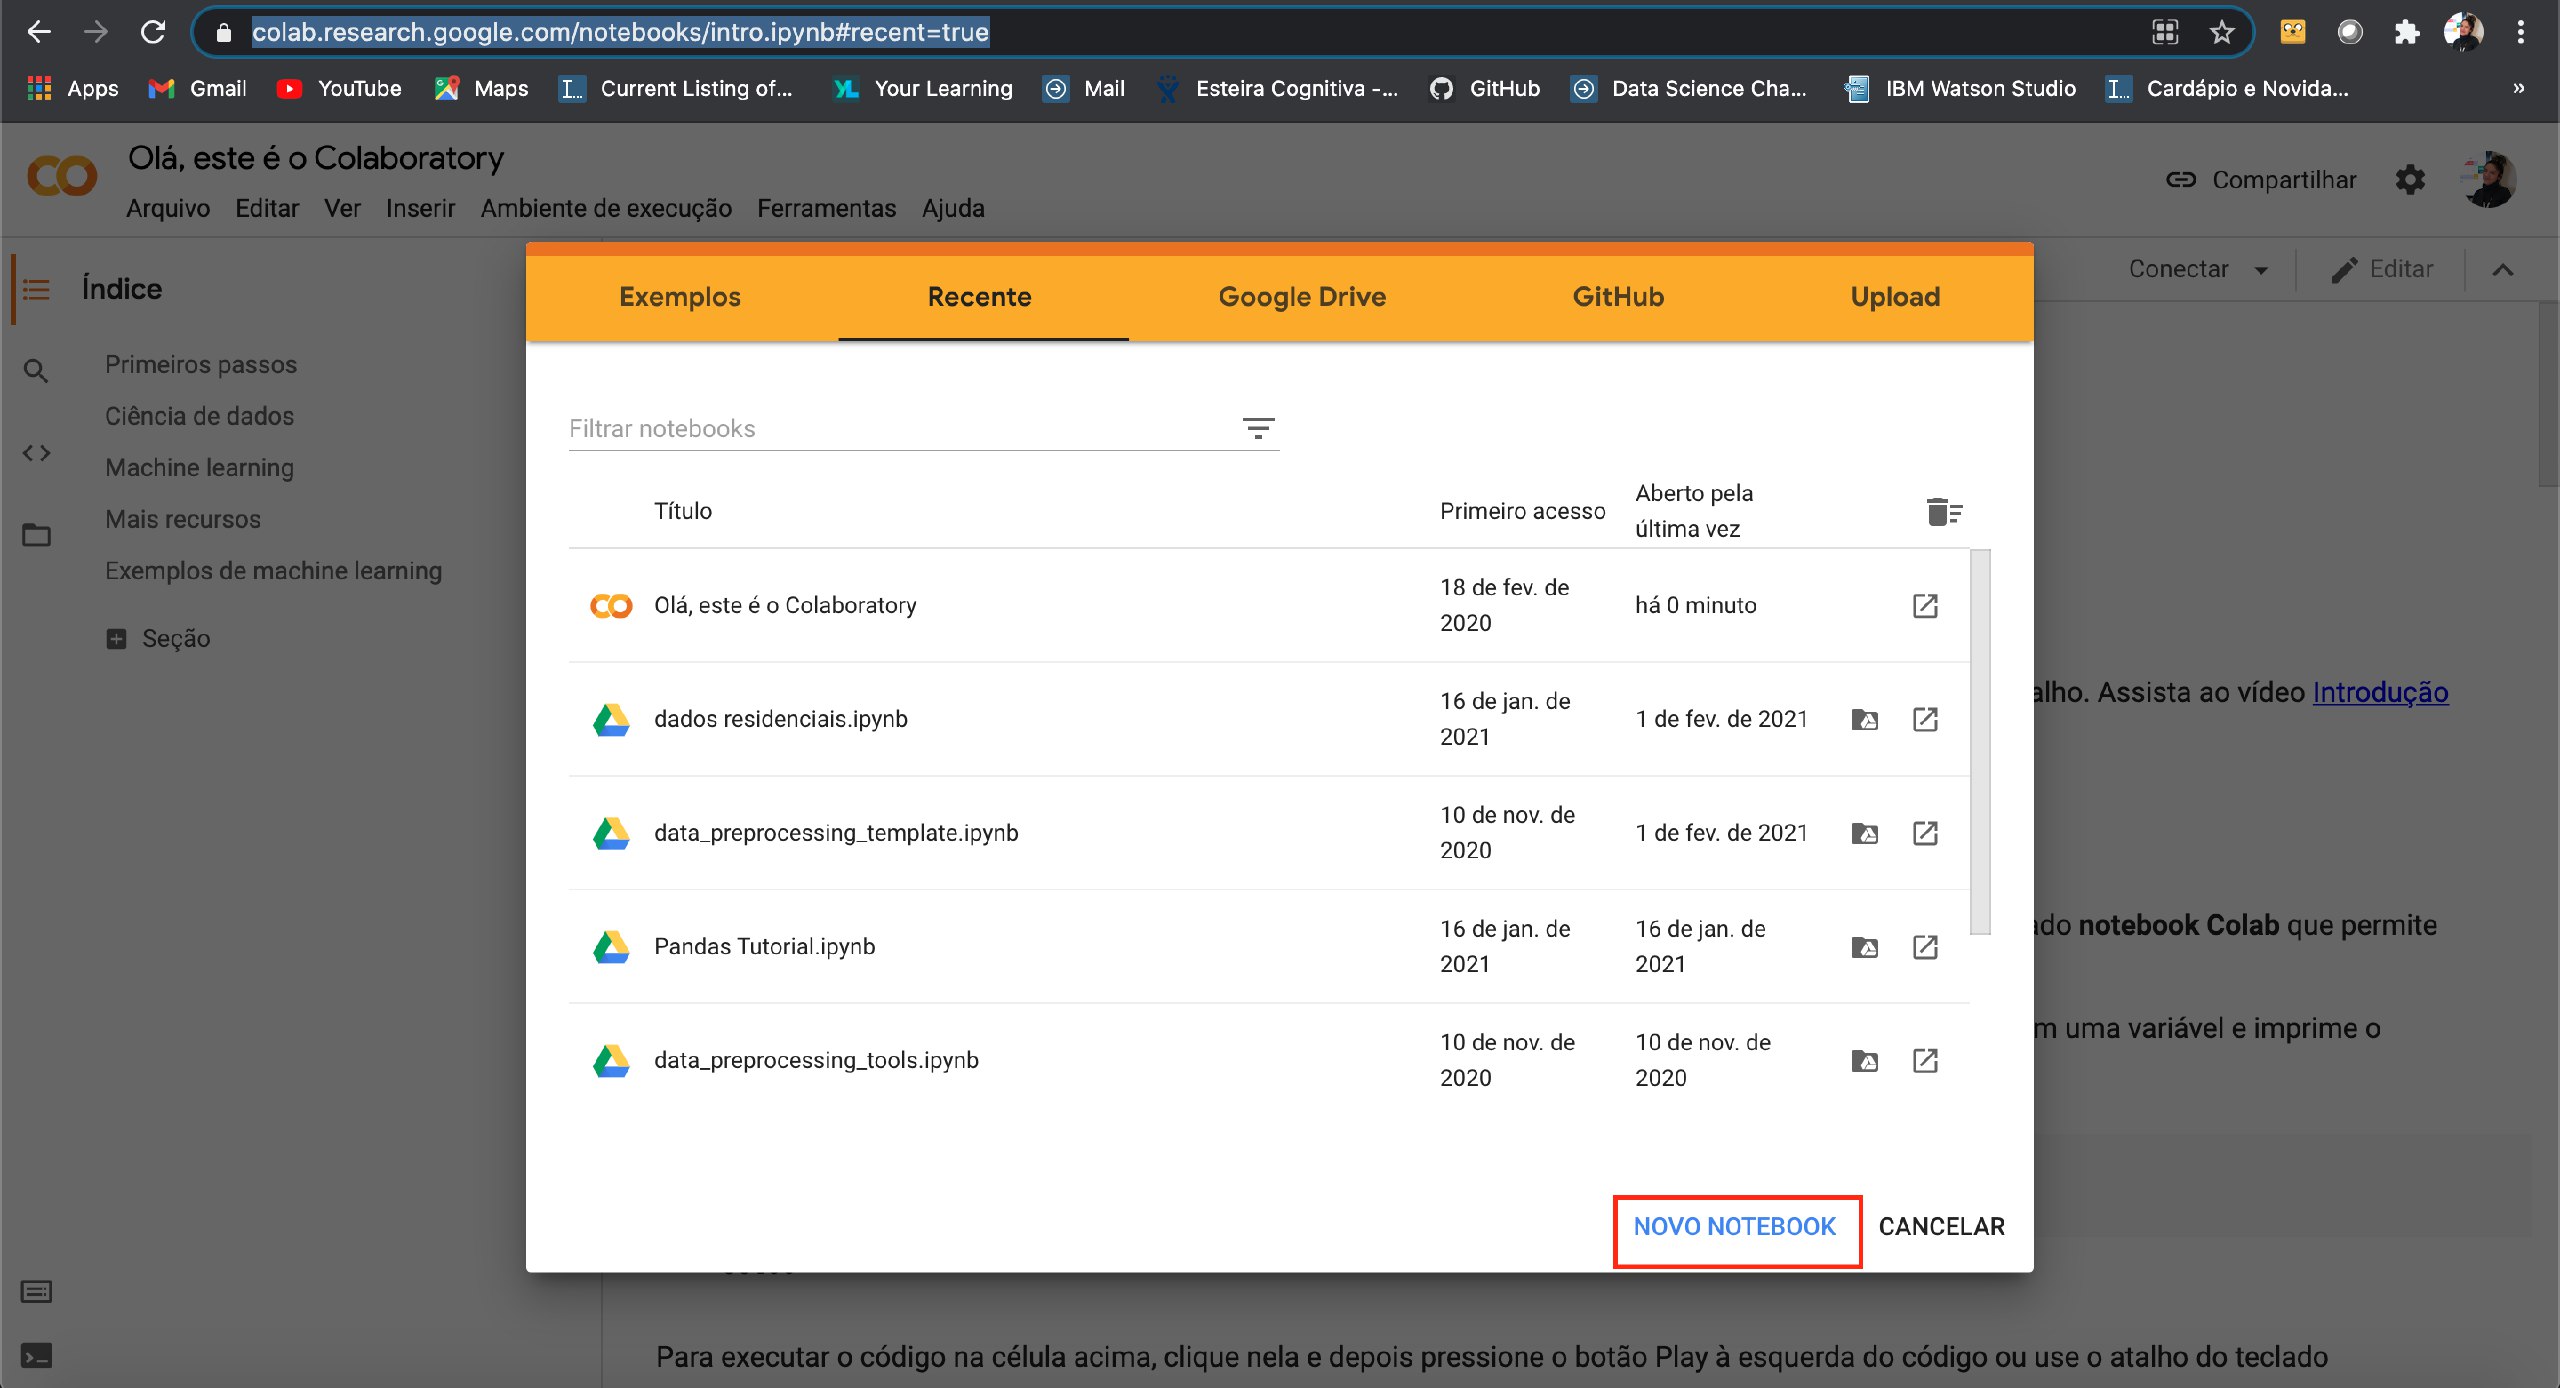 colab.research.google.com/notebooks/intro.ipynb#recent=true
Apps Gmail YouTube Maps Current Listing of... Your Learning Mail Esteira Cognitiva -... GitHub Data Science Cha... IBM Watson Studio Cardápio e Novida... »
Olá, este é o Colaboratory
Arquivo Editar Ver Inserir Ambiente de execução Ferramentas Ajuda
Compartilhar
Conectar Editar
Índice
Primeiros passos
Ciência de dados
Machine learning
Mais recursos
Exemplos de machine learning
Seção
Exemplos Recente Google Drive GitHub Upload
Filtrar notebooks
Título Primeiro acesso Aberto pela
última vez
Olá, este é o Colaboratory 18 de fev. de
2020 há 0 minuto
dados residenciais.ipynb 16 de jan. de
2021 1 de fev. de 2021
data_preprocessing_template.ipynb 10 de nov. de
2020 1 de fev. de 2021
Pandas Tutorial.ipynb 16 de jan. de
2021 16 de jan. de
2021
data_preprocessing_tools.ipynb 10 de nov. de
2020 10 de nov. de
2020
NOVO NOTEBOOK CANCELAR
alho. Assista ao vídeo Introdução
do notebook Colab que permite
m uma variável e imprime o
Para executar o código na célula acima, clique nela e depois pressione o botão Play à esquerda do código ou use o atalho do teclado